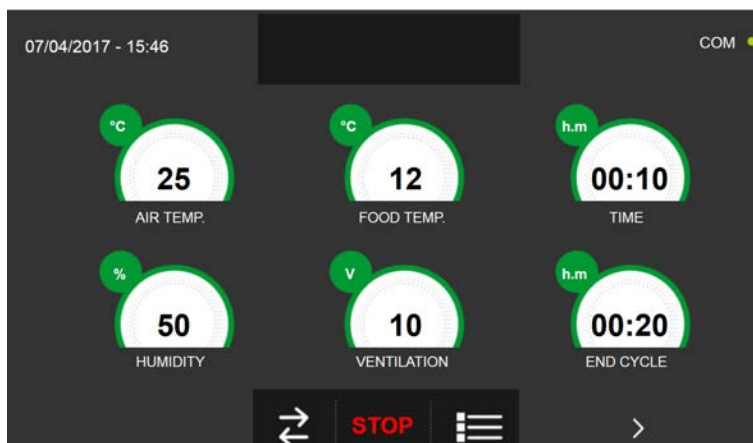 07/04/2017 - 15:46
COM
°C
°C
h.m
25
12
00:10
AIR TEMP.
FOOD TEMP.
TIME
%
V
h.m
50
10
00:20
HUMIDITY
VENTILATION
END CYCLE
STOP